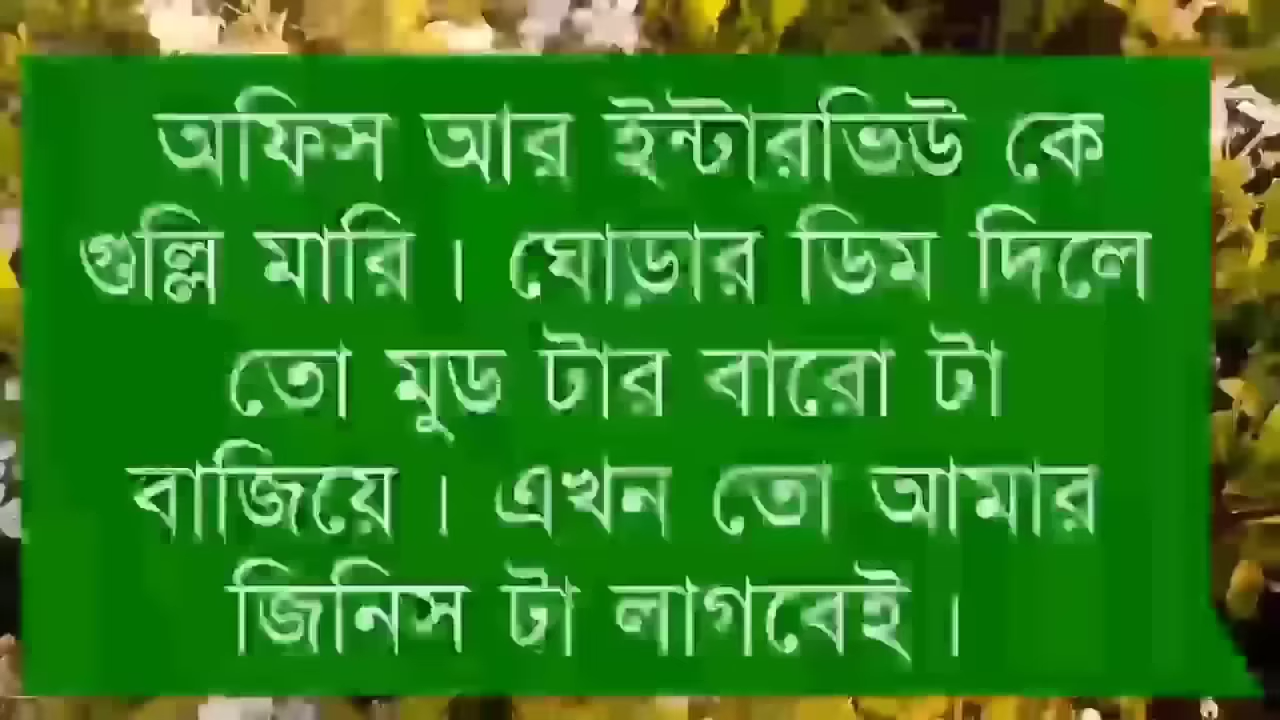 অফিস আর ইন্টারভিউ কে
গুল্লি মারি । ঘোড়ার ডিম দিলে
তো মুড টার বারো টা
বাজিয়ে । এখন তো আমার
জিনিস টা লাগবেই ।